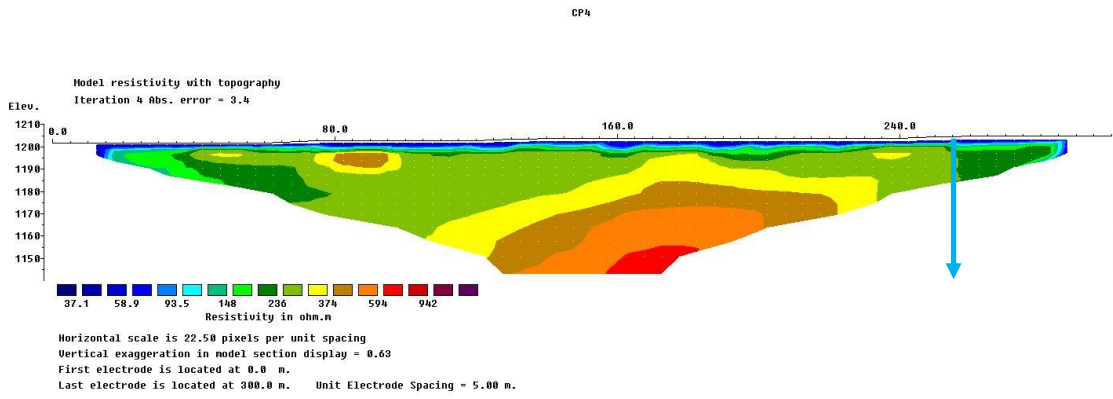 CP4
Model resistivity with topography
Iteration 4 Abs. error = 3.4
Elev.
0.0 80.0 160.0 240.0
1210
1200
1190
1180
1170
1160
1150
37.1 58.9 93.5 148 236 374 594 942
Resistivity in ohm.m
Horizontal scale is 22.50 pixels per unit spacing
Vertical exaggeration in model section display = 0.63
First electrode is located at 0.0 m.
Last electrode is located at 300.0 m. Unit Electrode Spacing = 5.00 m.